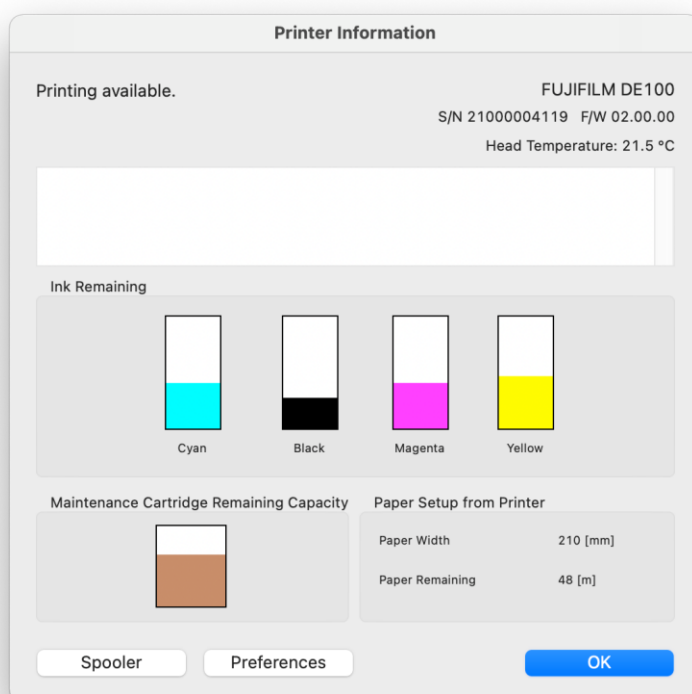 Printer Information
Printing available.
FUJIFILM DE100
S/N 21000004119 F/W 02.00.00
Head Temperature: 21.5 °C
Ink Remaining
Cyan Black Magenta Yellow
Maintenance Cartridge Remaining Capacity
Paper Setup from Printer
Paper Width 210 [mm]
Paper Remaining 48 [m]
Spooler Preferences OK